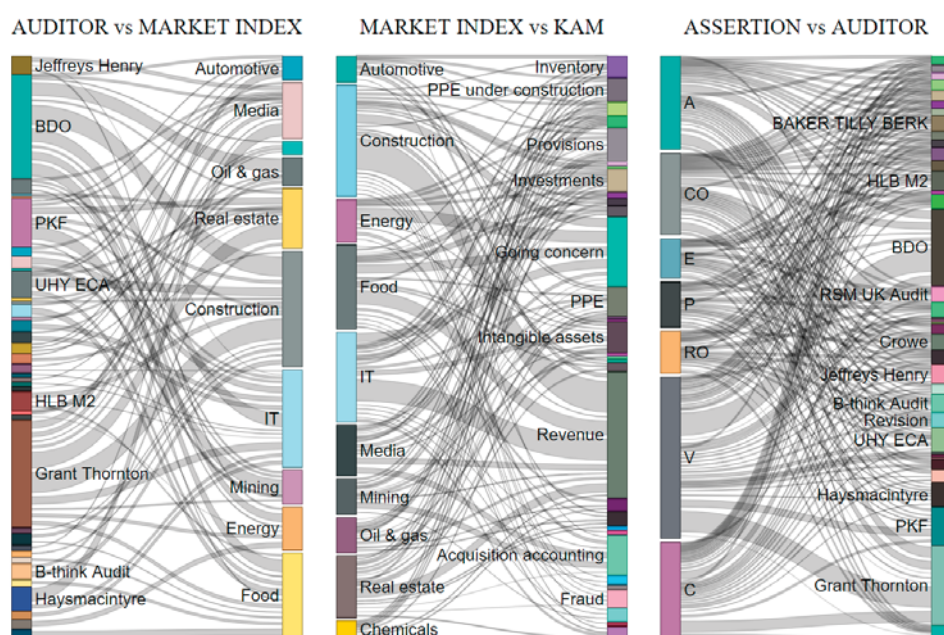 AUDITOR vs MARKET INDEX
Jeffreys Henry
BDO
PKF
UHY ECA
HLB M2
Grant Thornton
B-think Audit
Haysmacintyre
Automotive
Media
Oil & gas
Real estate
Construction
IT
Mining
Energy
Food
MARKET INDEX vs KAM
Automotive
Construction
Energy
Food
IT
Media
Mining
Oil & gas
Real estate
Chemicals
Inventory
PPE under construction
Provisions
Investments
Going concern
PPE
Intangible assets
Revenue
Acquisition accounting
Fraud
ASSERTION vs AUDITOR
A
CO
E
P
RO
V
C
BAKER TILLY BERK
HLB M2
BDO
RSM UK Audit
Crowe
Jeffreys Henry
B-think Audit
Revision
UHY ECA
Haysmacintyre
PKF
Grant Thornton